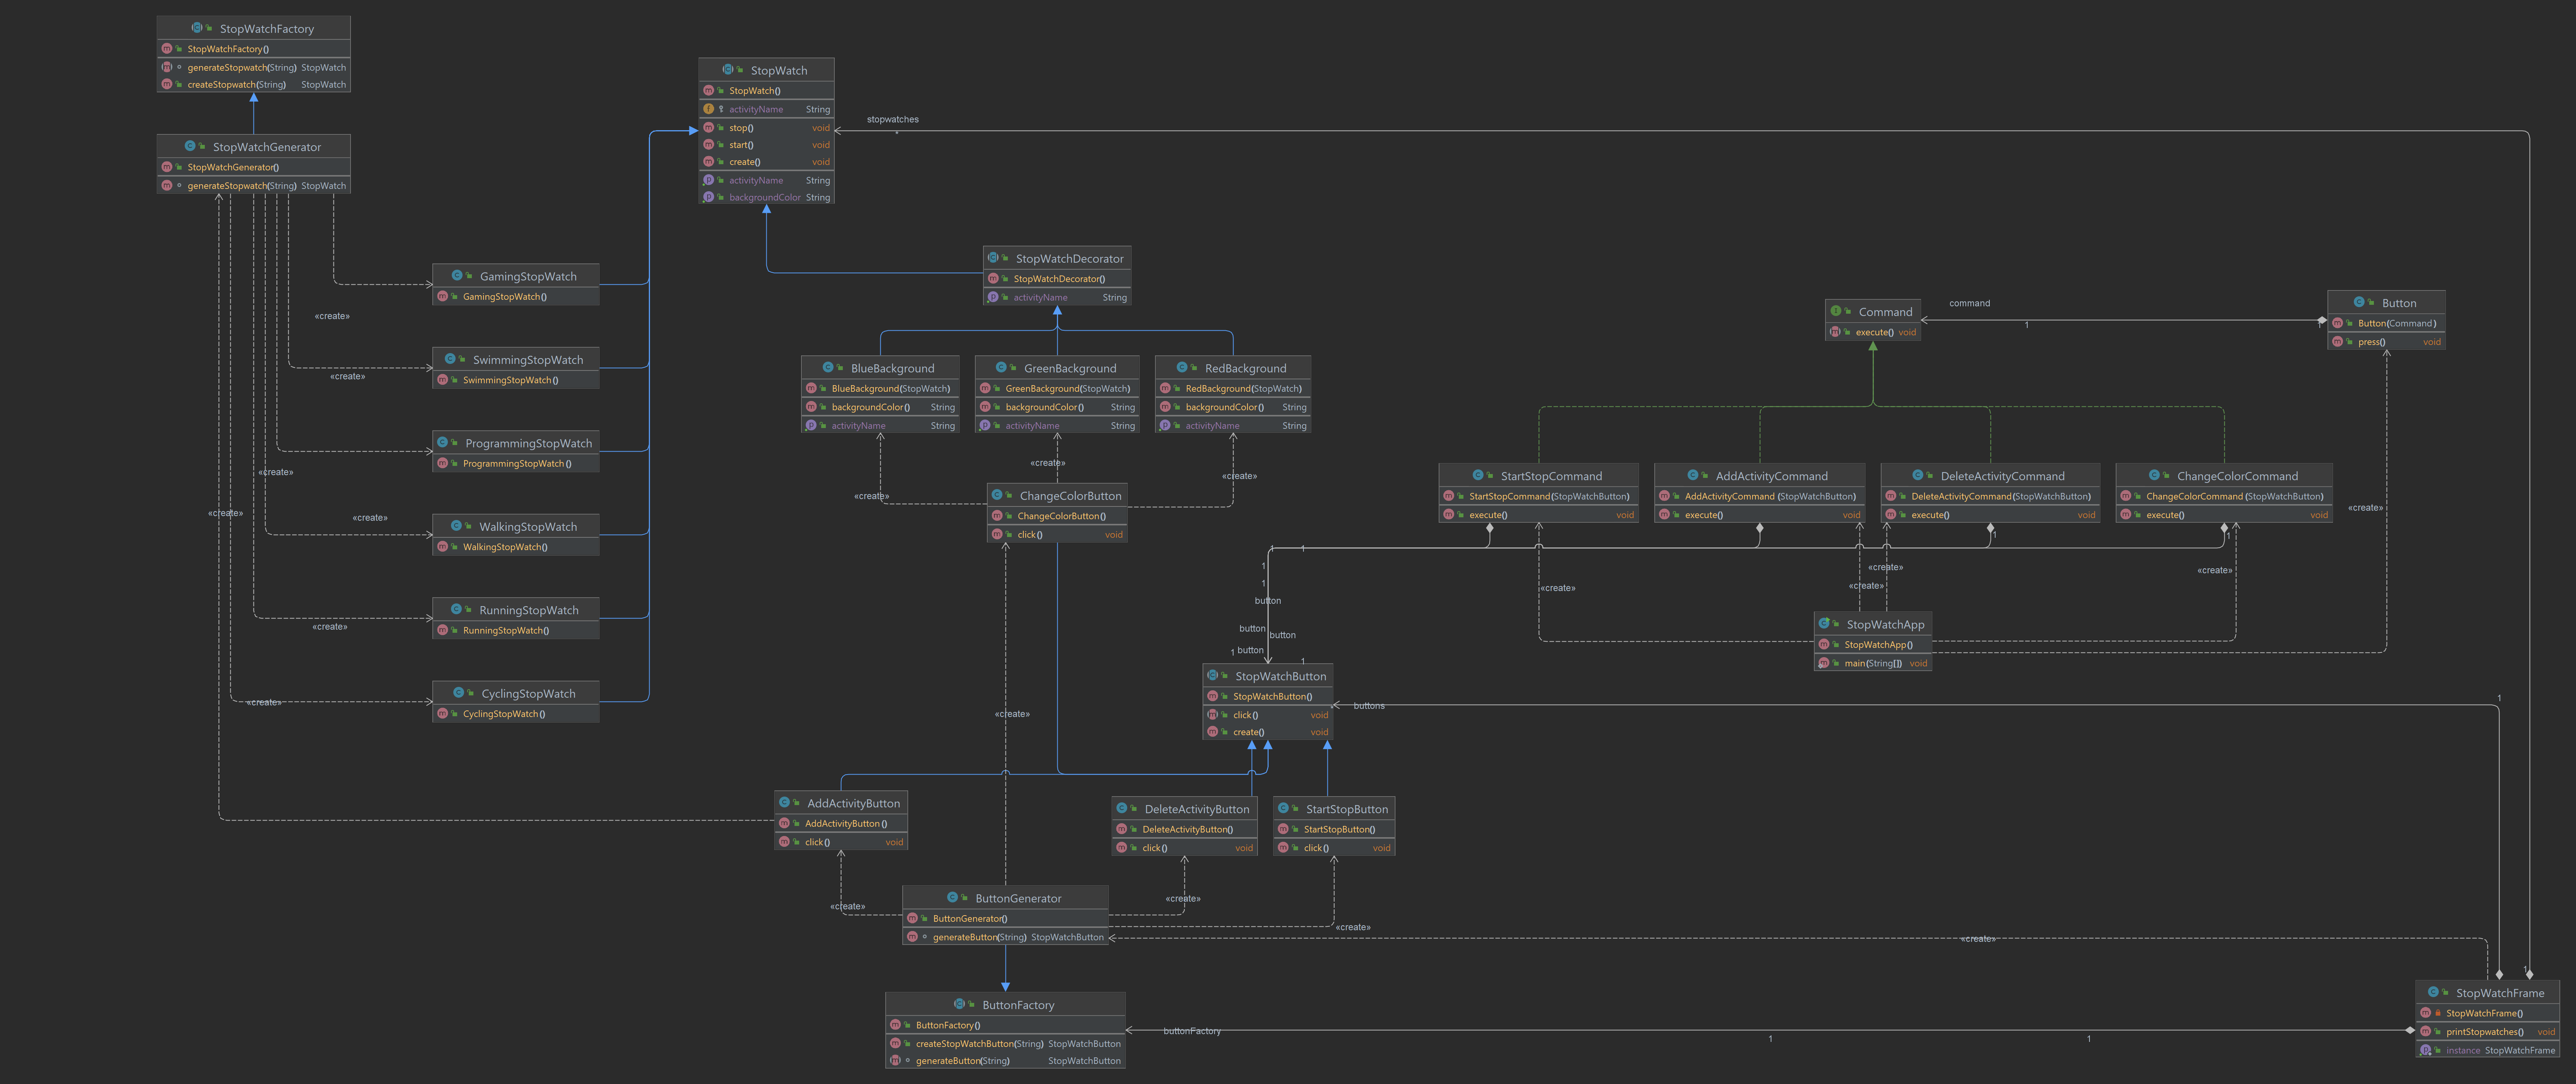 StopWatchFactory
StopWatchFactory()
generateStopwatch(String) StopWatch
createStopwatch(String) StopWatch
StopWatchGenerator
StopWatchGenerator()
generateStopwatch(String) StopWatch
StopWatch
StopWatch()
activityName String
stop() void
start() void
create() void
activityName String
backgroundColor String
stopwatches
*
StopWatchDecorator
StopWatchDecorator()
activityName String
GamingStopWatch
GamingStopWatch()
«create»
SwimmingStopWatch
SwimmingStopWatch()
«create»
ProgrammingStopWatch
ProgrammingStopWatch()
«create»
WalkingStopWatch
WalkingStopWatch()
«create»
«create»
RunningStopWatch
RunningStopWatch()
«create»
CyclingStopWatch
CyclingStopWatch()
«create»
BlueBackground
BlueBackground(StopWatch)
backgroundColor() String
activityName String
GreenBackground
GreenBackground(StopWatch)
backgroundColor() String
activityName String
RedBackground
RedBackground(StopWatch)
backgroundColor() String
activityName String
«create»
«create»
«create»
ChangeColorButton
ChangeColorButton()
click() void
Command
execute() void
command
1
1
Button
Button(Command)
press() void
StartStopCommand
StartStopCommand(StopWatchButton)
execute() void
AddActivityCommand
AddActivityCommand(StopWatchButton)
execute() void
DeleteActivityCommand
DeleteActivityCommand(StopWatchButton)
execute() void
ChangeColorCommand
ChangeColorCommand(StopWatchButton)
execute() void
«create»
1
1
1
1
1
1
«create»
«create»
«create»
«create»
button
button
button
button
1
1
StopWatchApp
StopWatchApp()
main(String[]) void
StopWatchButton
StopWatchButton()
click() void
create() void
buttons
*
1
«create»
AddActivityButton
AddActivityButton()
click() void
DeleteActivityButton
DeleteActivityButton()
click() void
StartStopButton
StartStopButton()
click() void
«create»
«create»
«create»
ButtonGenerator
ButtonGenerator()
generateButton(String) StopWatchButton
«create»
1
ButtonFactory
ButtonFactory()
createStopWatchButton(String) StopWatchButton
generateButton(String) StopWatchButton
buttonFactory
1
1
StopWatchFrame
StopWatchFrame()
printStopwatches() void
instance StopWatchFrame